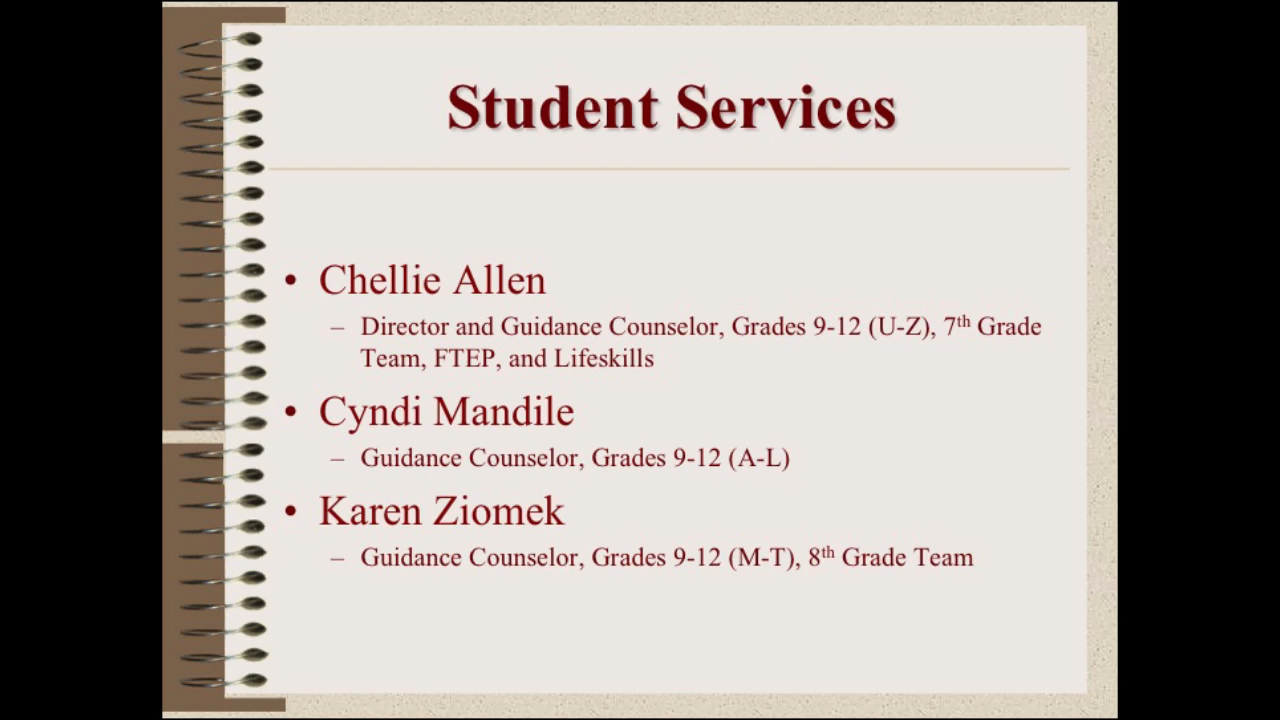 Student Services
• Chellie Allen
– Director and Guidance Counselor, Grades 9-12 (U-Z), 7th Grade
Team, FTEP, and Lifeskills
• Cyndi Mandile
– Guidance Counselor, Grades 9-12 (A-L)
• Karen Ziomek
– Guidance Counselor, Grades 9-12 (M-T), 8th Grade Team